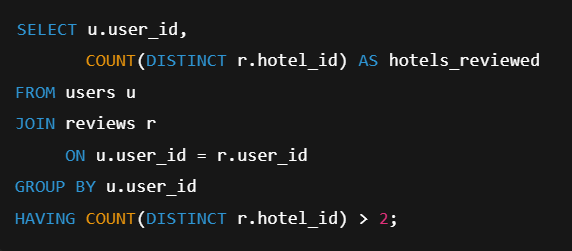 SELECT u.user_id,
       COUNT(DISTINCT r.hotel_id) AS hotels_reviewed
FROM users u
JOIN reviews r
     ON u.user_id = r.user_id
GROUP BY u.user_id
HAVING COUNT(DISTINCT r.hotel_id) > 2;